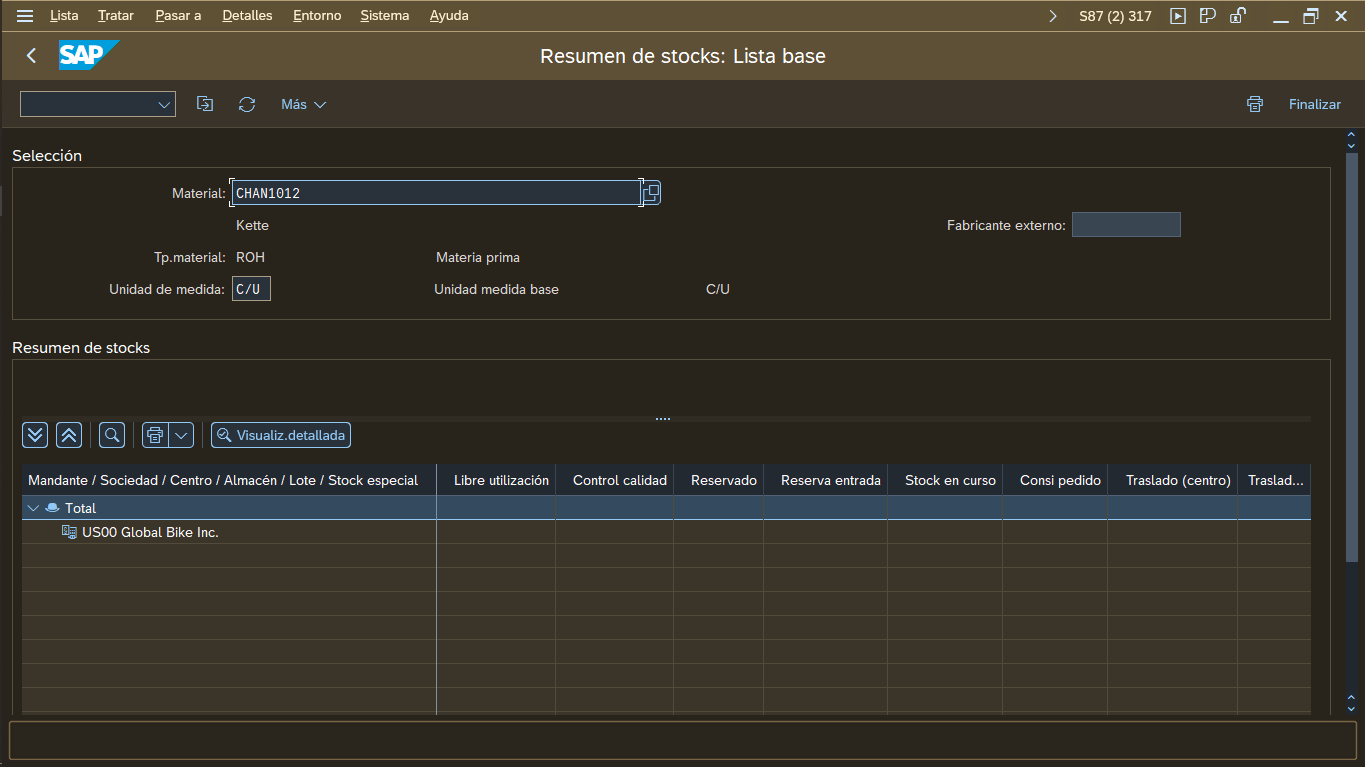 Lista Tratar Pasar a Detalles Entorno Sistema Ayuda S87 (2) 317
SAP Resumen de stocks: Lista base
Más Finalizar
Selección
Material: CHAN1012
Kette Fabricante externo:
Tp.material: ROH Materia prima
Unidad de medida: C/U Unidad medida base C/U
Resumen de stocks
Visualiz.detallada
Mandante / Sociedad / Centro / Almacén / Lote / Stock especial Libre utilización Control calidad Reservado Reserva entrada Stock en curso Consi pedido Traslado (centro) Traslad...
Total
US00 Global Bike Inc.